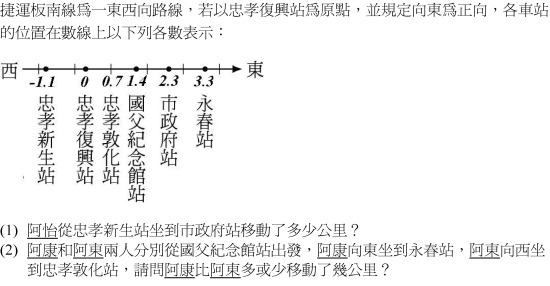 捷運板南線爲一東西向路線，若以忠孝復興站爲原點，並規定向東爲正向，各車站
的位置在數線上以下列各數表示：
西 東
-1.1 0 0.7 1.4 2.3 3.3
忠孝新生站
忠孝復興站
忠孝敦化站
國父紀念館站
市政府站
永春站
(1) 阿怡從忠孝新生站坐到市政府站移動了多少公里？
(2) 阿康和阿東兩人分別從國父紀念館站出發，阿康向東坐到永春站，阿東向西坐
到忠孝敦化站，請問阿康比阿東多或少移動了幾公里？